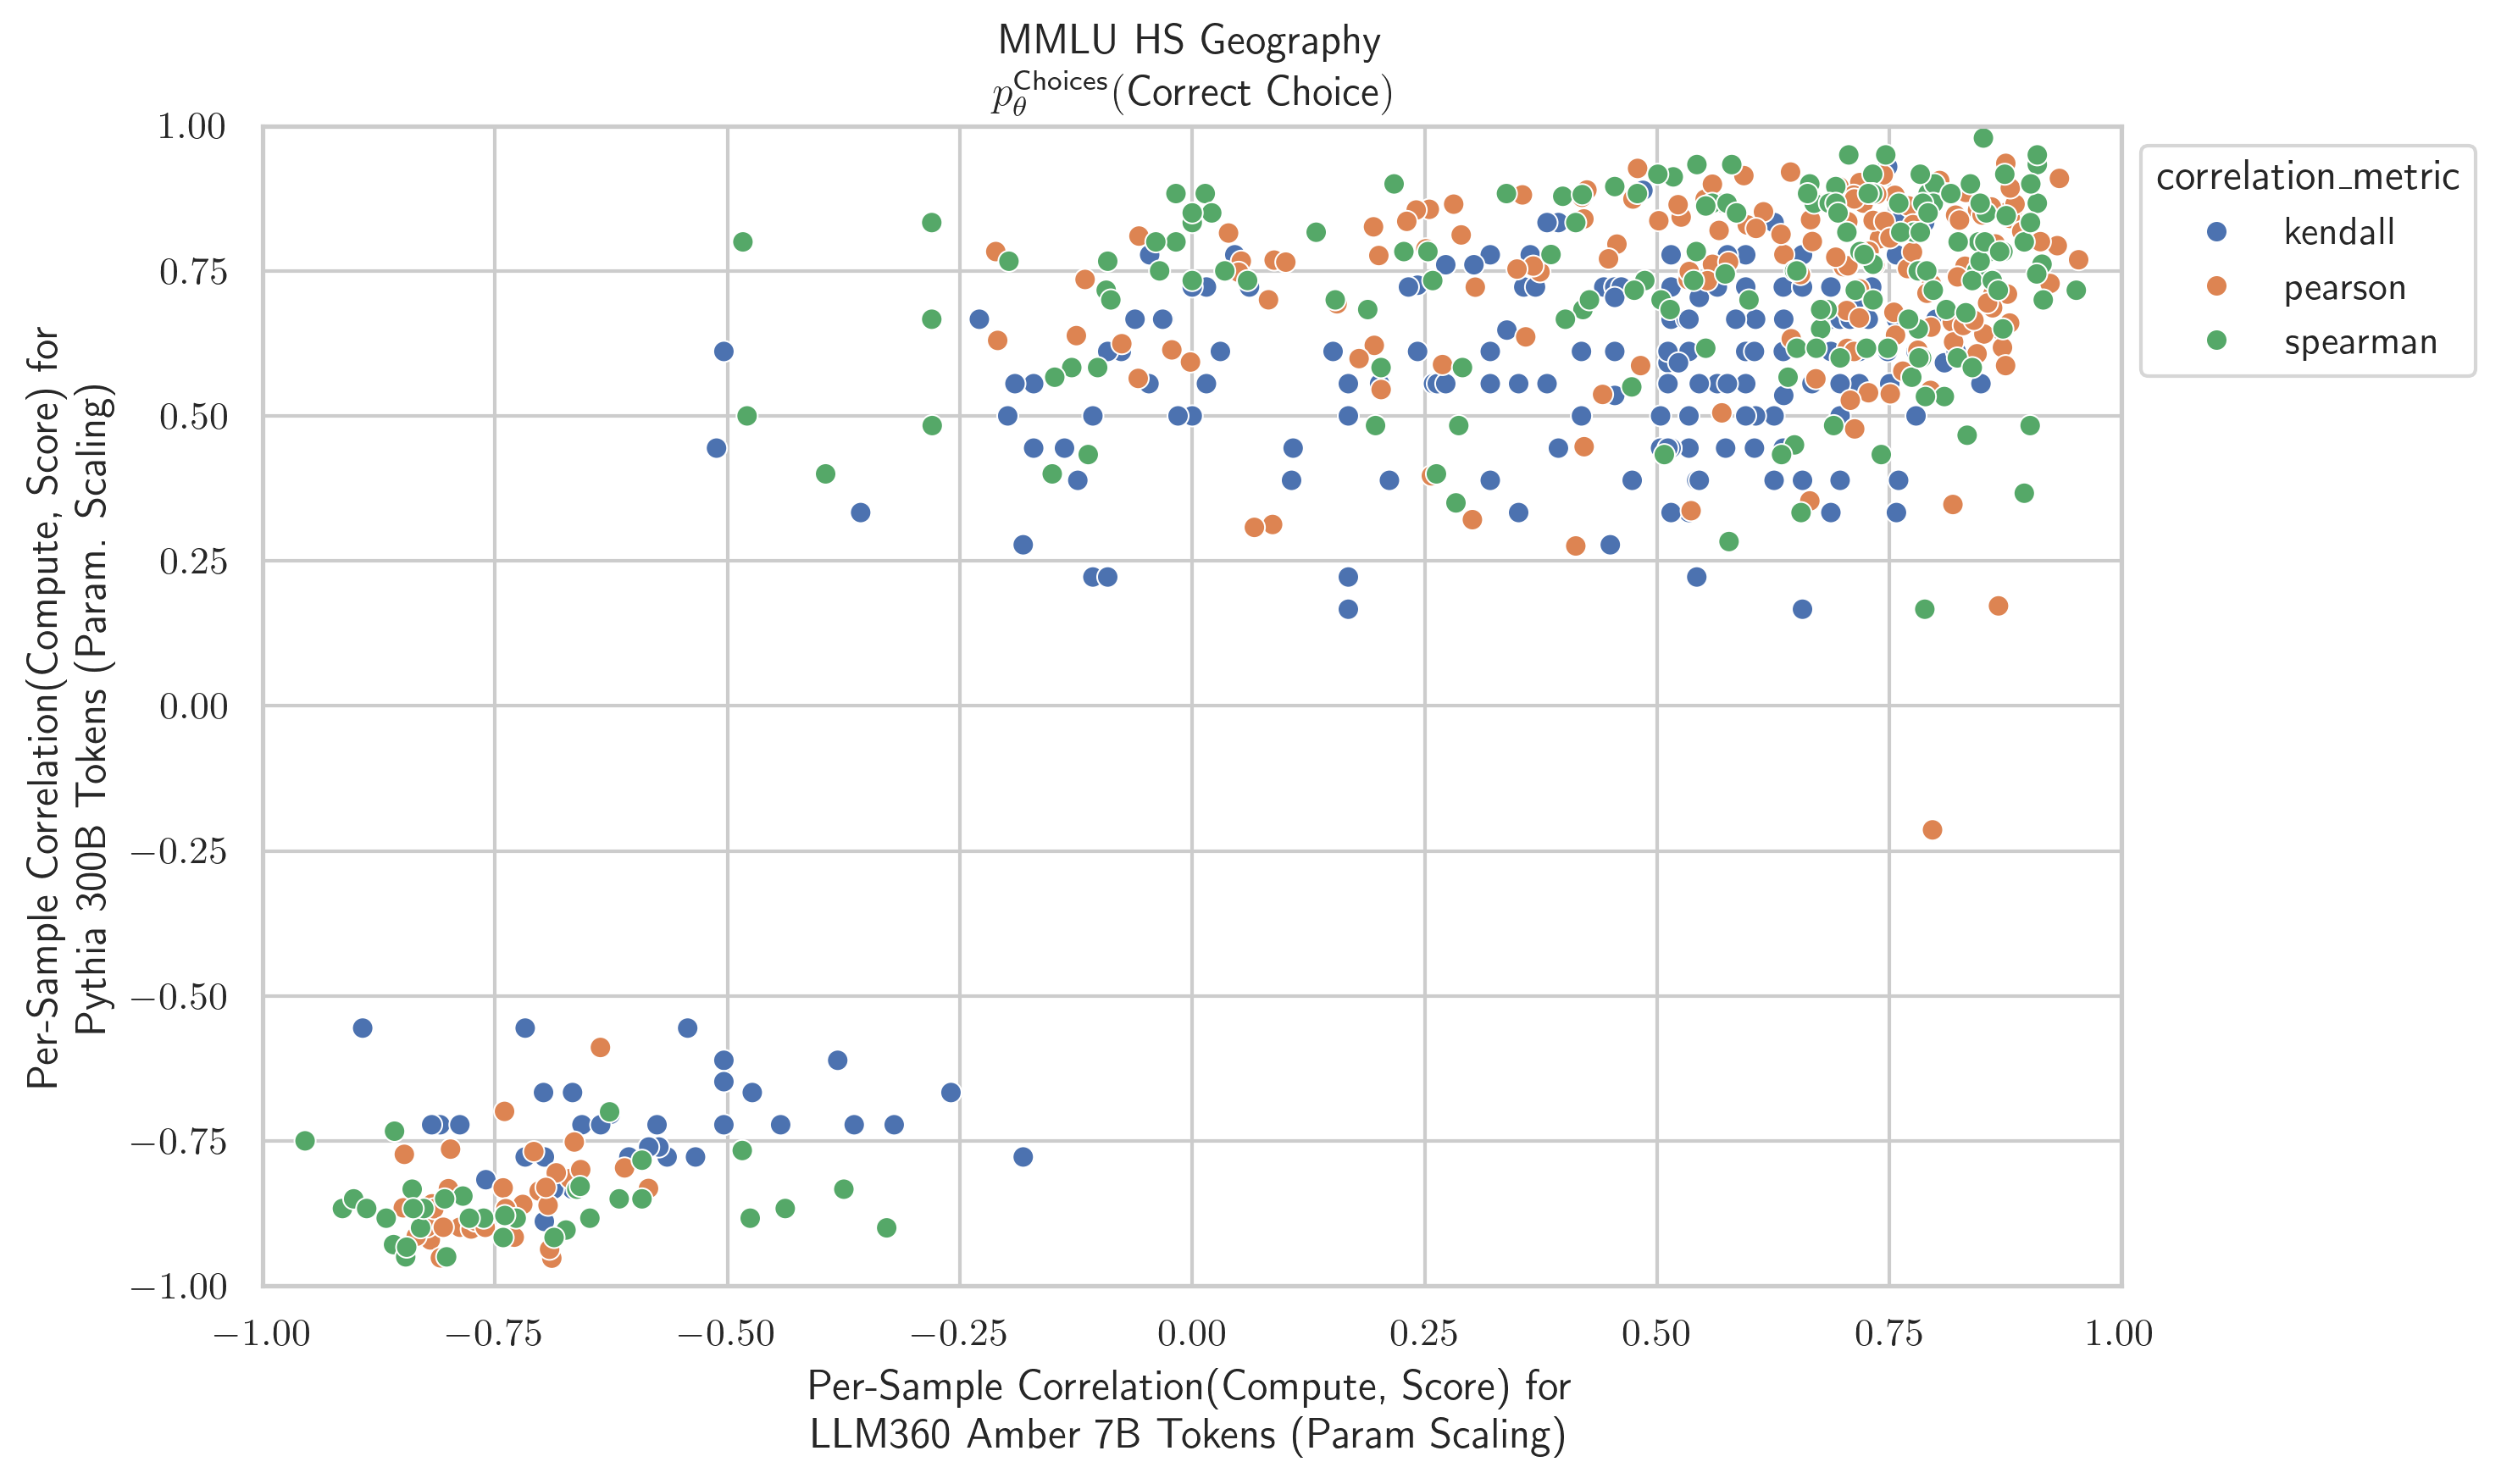 MMLU HS Geography
p_θ^Choices(Correct Choice)
Per-Sample Correlation(Compute, Score) for
Pythia 300B Tokens (Param. Scaling)
1.00
0.75
0.50
0.25
0.00
−0.25
−0.50
−0.75
−1.00
−1.00 −0.75 −0.50 −0.25 0.00 0.25 0.50 0.75 1.00
Per-Sample Correlation(Compute, Score) for
LLM360 Amber 7B Tokens (Param Scaling)
correlation_metric
kendall
pearson
spearman